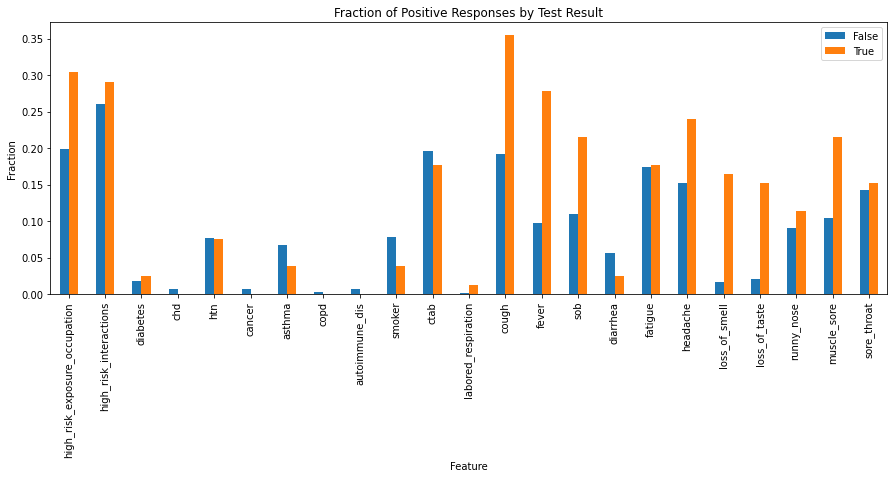 Fraction of Positive Responses by Test Result
False
True
Fraction
0.35
0.30
0.25
0.20
0.15
0.10
0.05
0.00
high_risk_exposure_occupation
high_risk_interactions
diabetes
chd
htn
cancer
asthma
copd
autoimmune_dis
smoker
ctab
labored_respiration
cough
fever
sob
diarrhea
fatigue
headache
loss_of_smell
loss_of_taste
runny_nose
muscle_sore
sore_throat
Feature